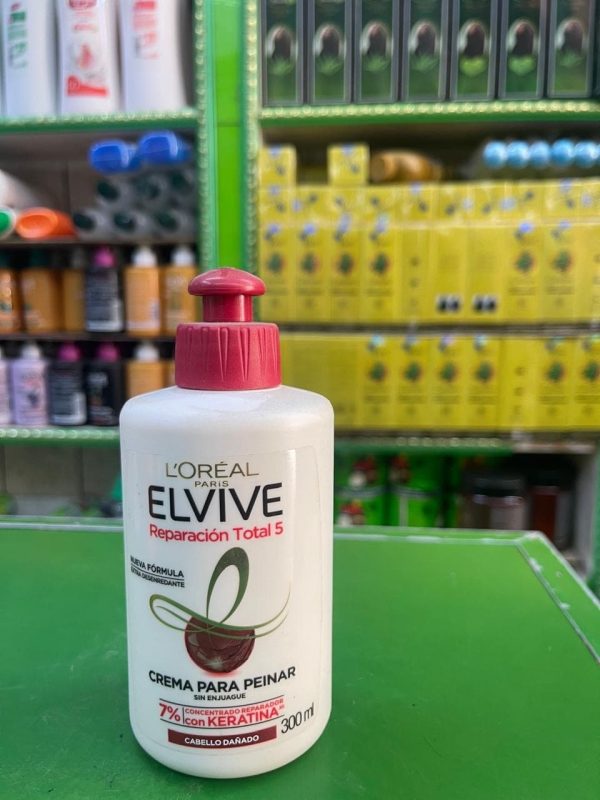 L'ORÉAL
PARIS
ELVIVE
Reparación Total 5
NUEVA FÓRMULA
EXTRA DESENREDANTE
CREMA PARA PEINAR
SIN ENJUAGUE
7% CONCENTRADO REPARADOR
con KERATINA
300 ml
CABELLO DAÑADO